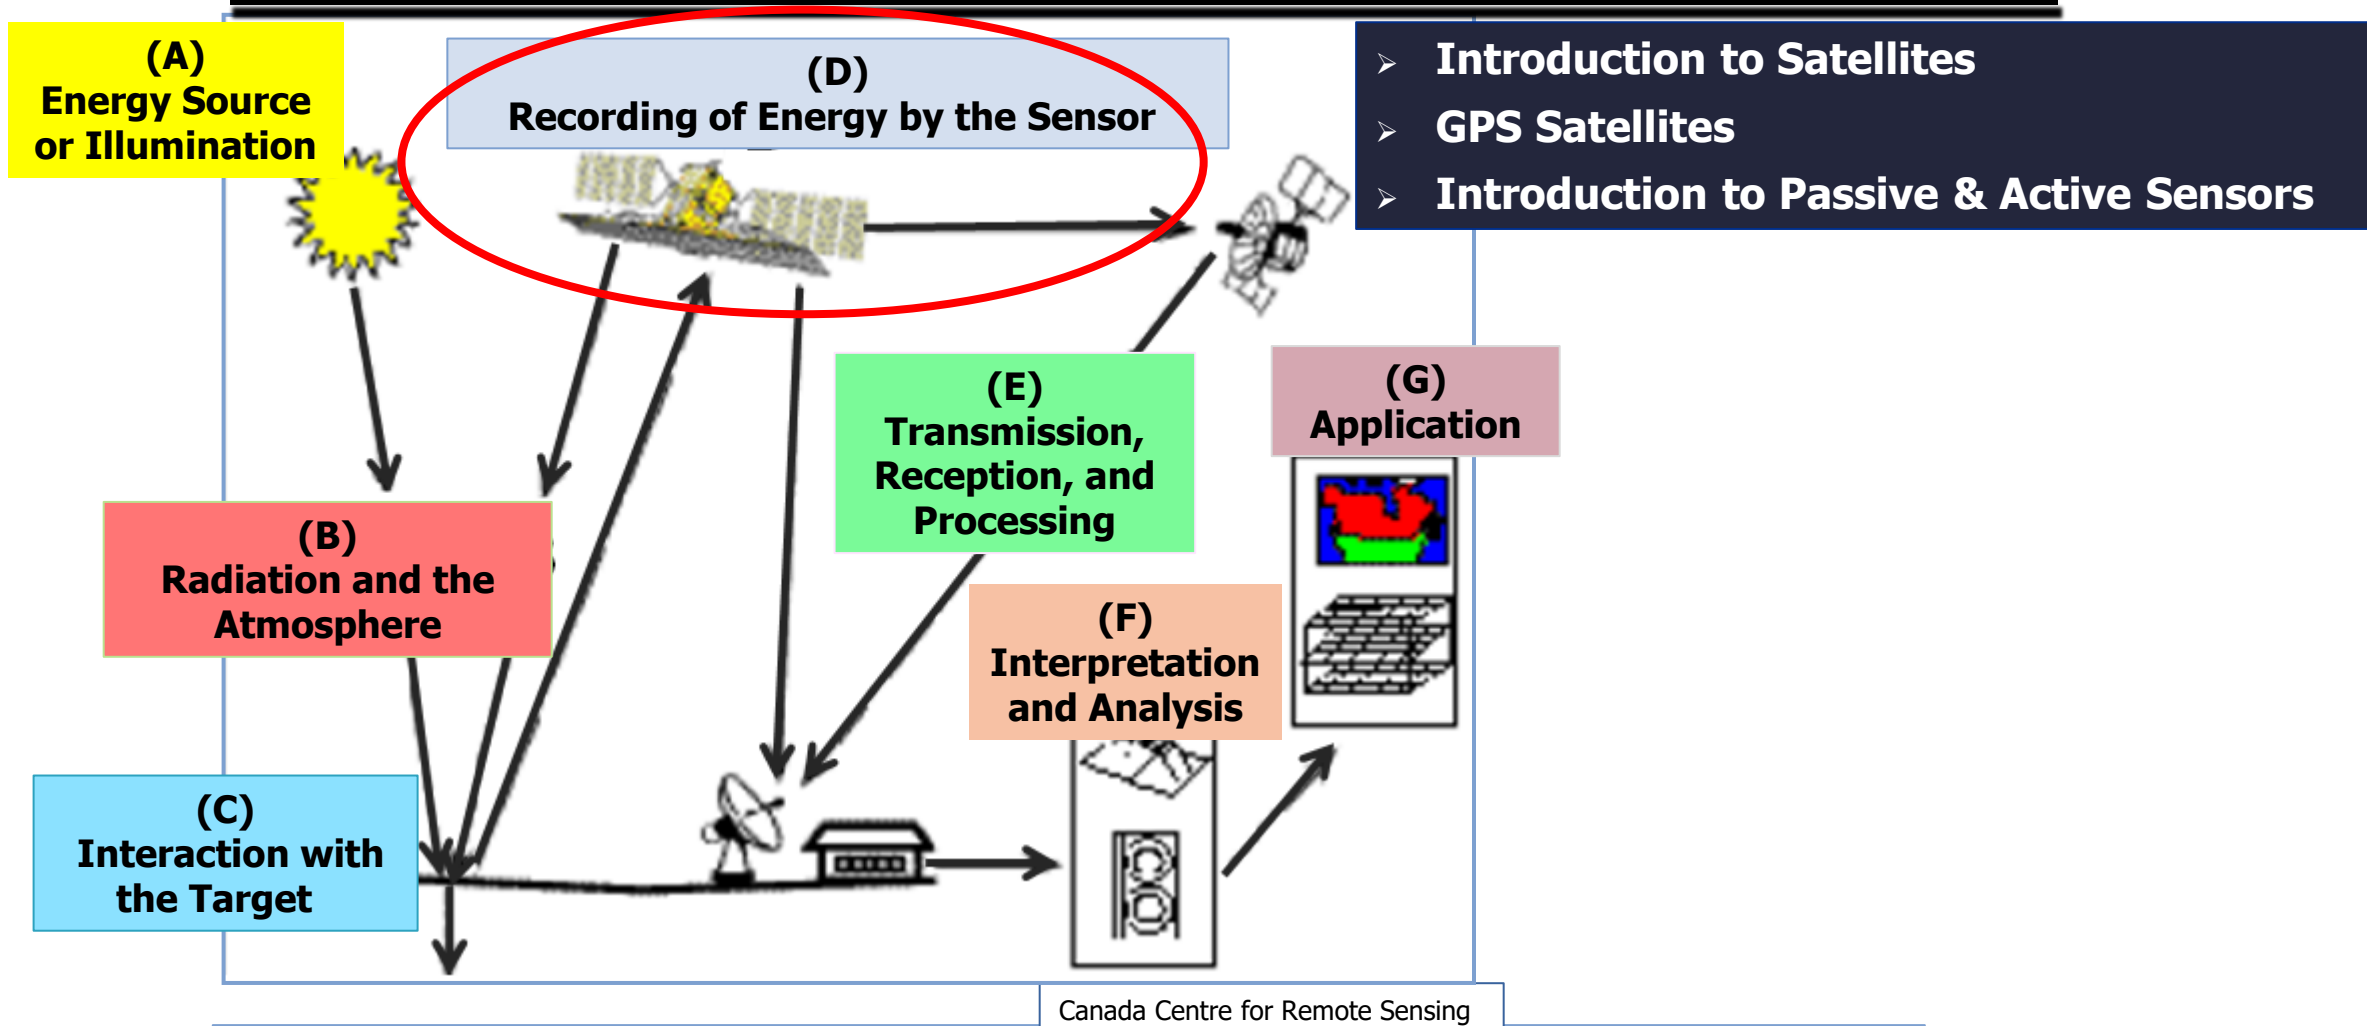 (A)
Energy Source
or Illumination
(D)
Recording of Energy by the Sensor
➢ Introduction to Satellites
➢ GPS Satellites
➢ Introduction to Passive & Active Sensors
(E)
Transmission,
Reception, and
Processing
(G)
Application
(B)
Radiation and the
Atmosphere
(F)
Interpretation
and Analysis
(C)
Interaction with
the Target
Canada Centre for Remote Sensing